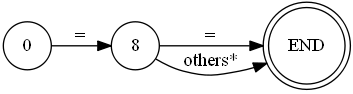 0
=
8
=
others*
END